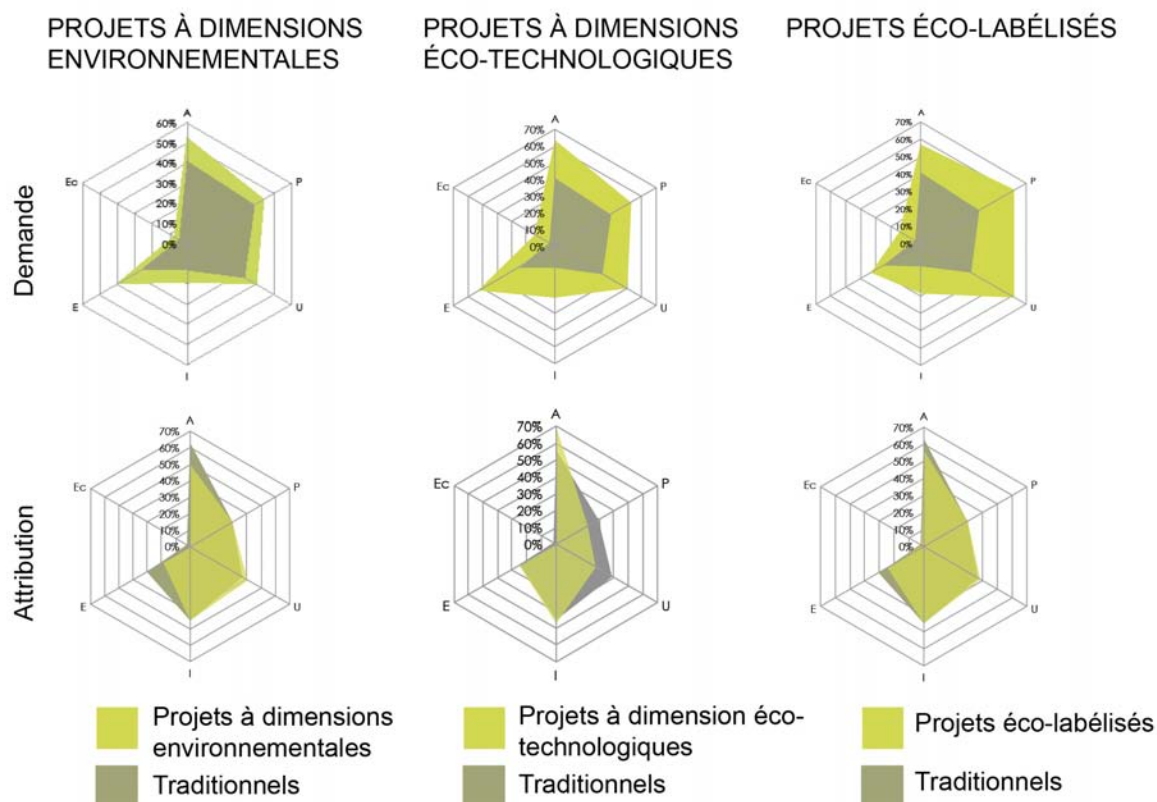 PROJETS À DIMENSIONS
ENVIRONNEMENTALES
PROJETS À DIMENSIONS
ÉCO-TECHNOLOGIQUES
PROJETS ÉCO-LABÉLISÉS
Demande
A
60%
50%
40%
30%
20%
10%
0%
Ec
P
E
U
I
A
70%
60%
50%
40%
30%
20%
10%
0%
Ec
P
E
U
I
A
70%
60%
50%
40%
30%
20%
10%
0%
Ec
P
E
U
I
Attribution
A
70%
60%
50%
40%
30%
20%
10%
0%
Ec
P
E
U
I
A
70%
60%
50%
40%
30%
20%
10%
0%
Ec
P
E
U
I
A
70%
60%
50%
40%
30%
20%
10%
0%
Ec
P
E
U
I
Projets à dimensions
environnementales
Traditionnels
Projets à dimension éco-
technologiques
Traditionnels
Projets éco-labélisés
Traditionnels